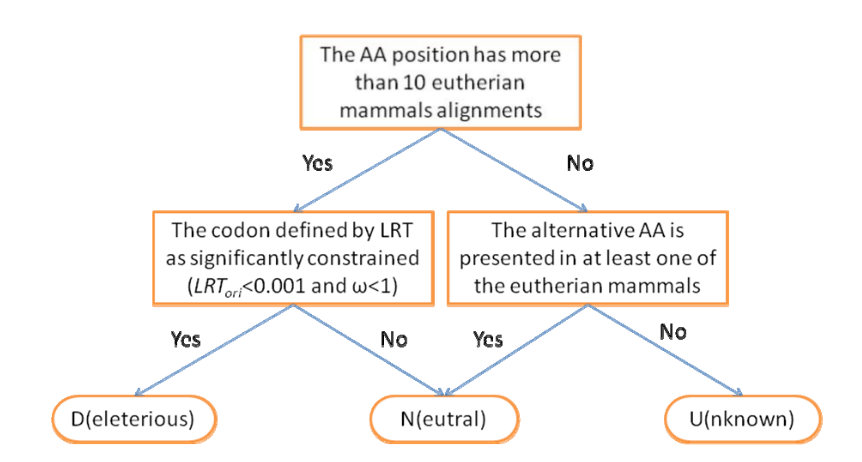 The AA position has more
than 10 eutherian
mammals alignments
Yes
No
The codon defined by LRT
as significantly constrained
(LRTori<0.001 and ω<1)
The alternative AA is
presented in at least one of
the eutherian mammals
Yes
No
Yes
No
D(eleterious)
N(eutral)
U(nknown)